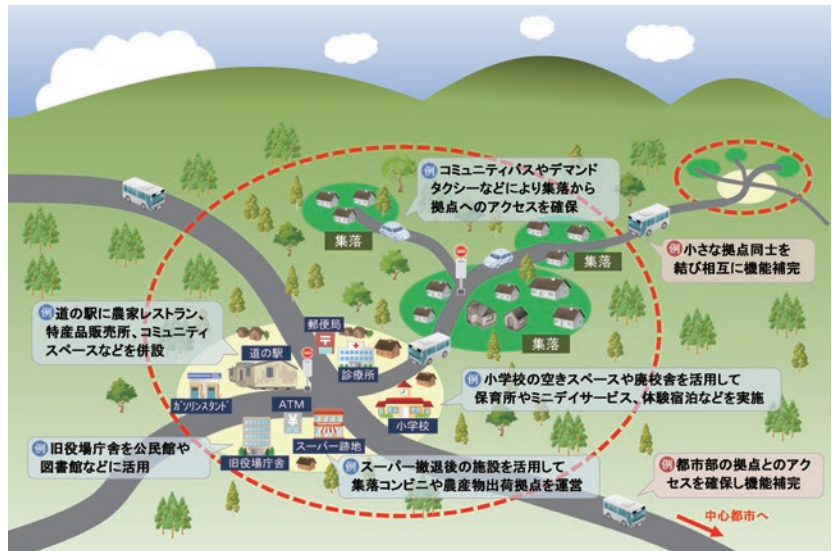 例 コミュニティバスやデマンド
タクシーなどにより集落から
拠点へのアクセスを確保
集落
集落
例 小さな拠点同士を
結び相互に機能補完
例 道の駅に農家レストラン、
特産品販売所、コミュニティ
スペースなどを併設
郵便局
〒
集落
道の駅
診療所
例 小学校の空きスペースや廃校舎を活用して
保育所やミニデイサービス、体験宿泊などを実施
ガソリンスタンド
ATM
¥
小学校
例 旧役場庁舎を公民館や
図書館などに活用
旧役場庁舎
スーパー跡地
例 スーパー撤退後の施設を活用して
集落コンビニや農産物出荷拠点を運営
例 都市部の拠点とのアク
セスを確保し機能補完
中心都市へ